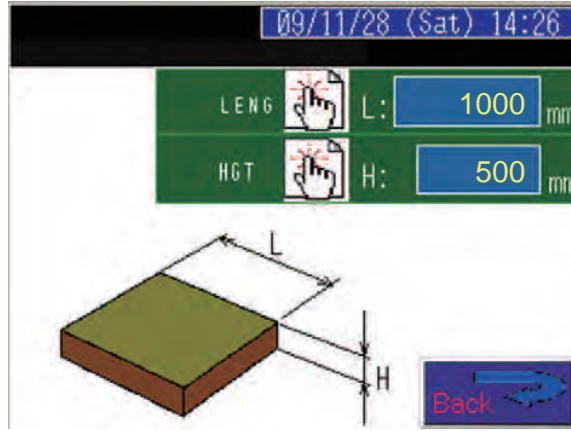 09/11/28 (Sat) 14:26
LENG L: 1000 mm
HGT H: 500 mm
L
H
Back